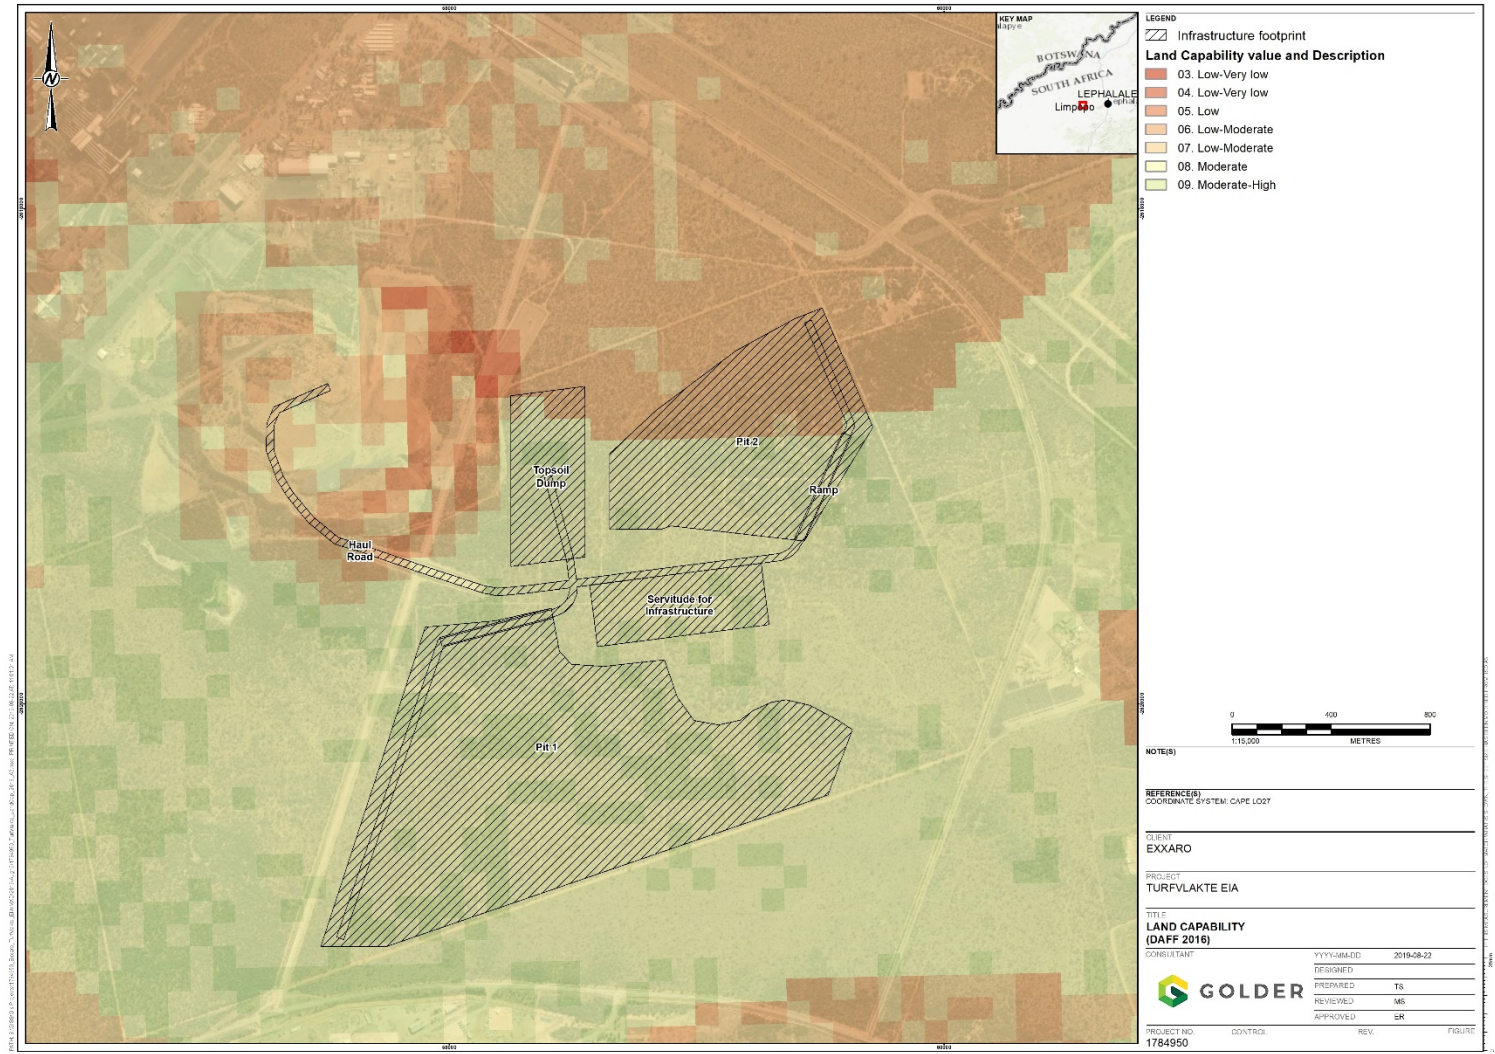 KEY MAP
BOTSWANA
SOUTH AFRICA
LEPHALALE
Limpopo
N
Topsoil
Dump
Pit 2
Ramp
Haul
Road
Servitude for
Infrastructure
Pit 1
LEGEND
Infrastructure footprint
Land Capability value and Description
03. Low-Very low
04. Low-Very low
05. Low
06. Low-Moderate
07. Low-Moderate
08. Moderate
09. Moderate-High
0 400 800
1:15,000 METRES
NOTE(S)
REFERENCE(S)
COORDINATE SYSTEM: CAPE LO27
CLIENT
EXXARO
PROJECT
TURFVLAKTE EIA
TITLE
LAND CAPABILITY
(DAFF 2016)
CONSULTANT
GOLDER
YYYY-MM-DD 2019-08-22
DESIGNED
PREPARED TS
REVIEWED MS
APPROVED ER
PROJECT NO. CONTROL REV. FIGURE
1784950